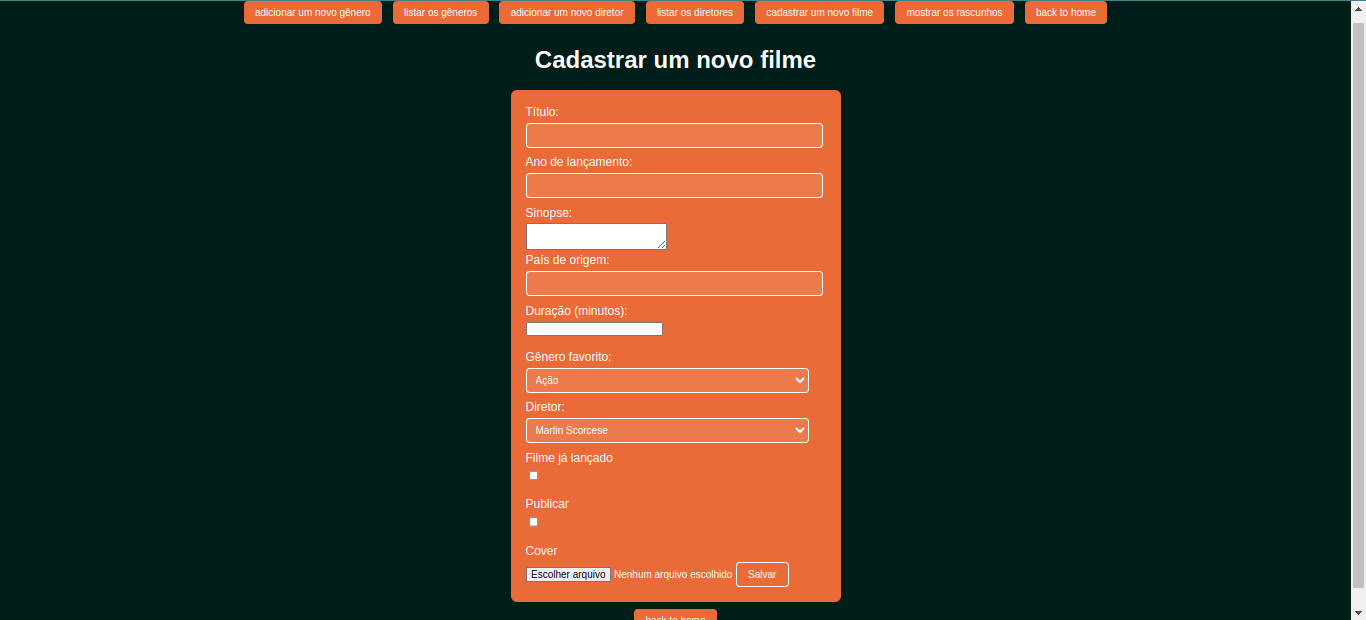 adicionar um novo gênero listar os gêneros adicionar um novo diretor listar os diretores cadastrar um novo filme mostrar os rascunhos back to home
Cadastrar um novo filme
Título:
Ano de lançamento:
Sinopse:
País de origem:
Duração (minutos):
Gênero favorito:
Ação
Diretor:
Martin Scorcese
Filme já lançado
Publicar
Cover
Escolher arquivo Nenhum arquivo escolhido Salvar
back to home